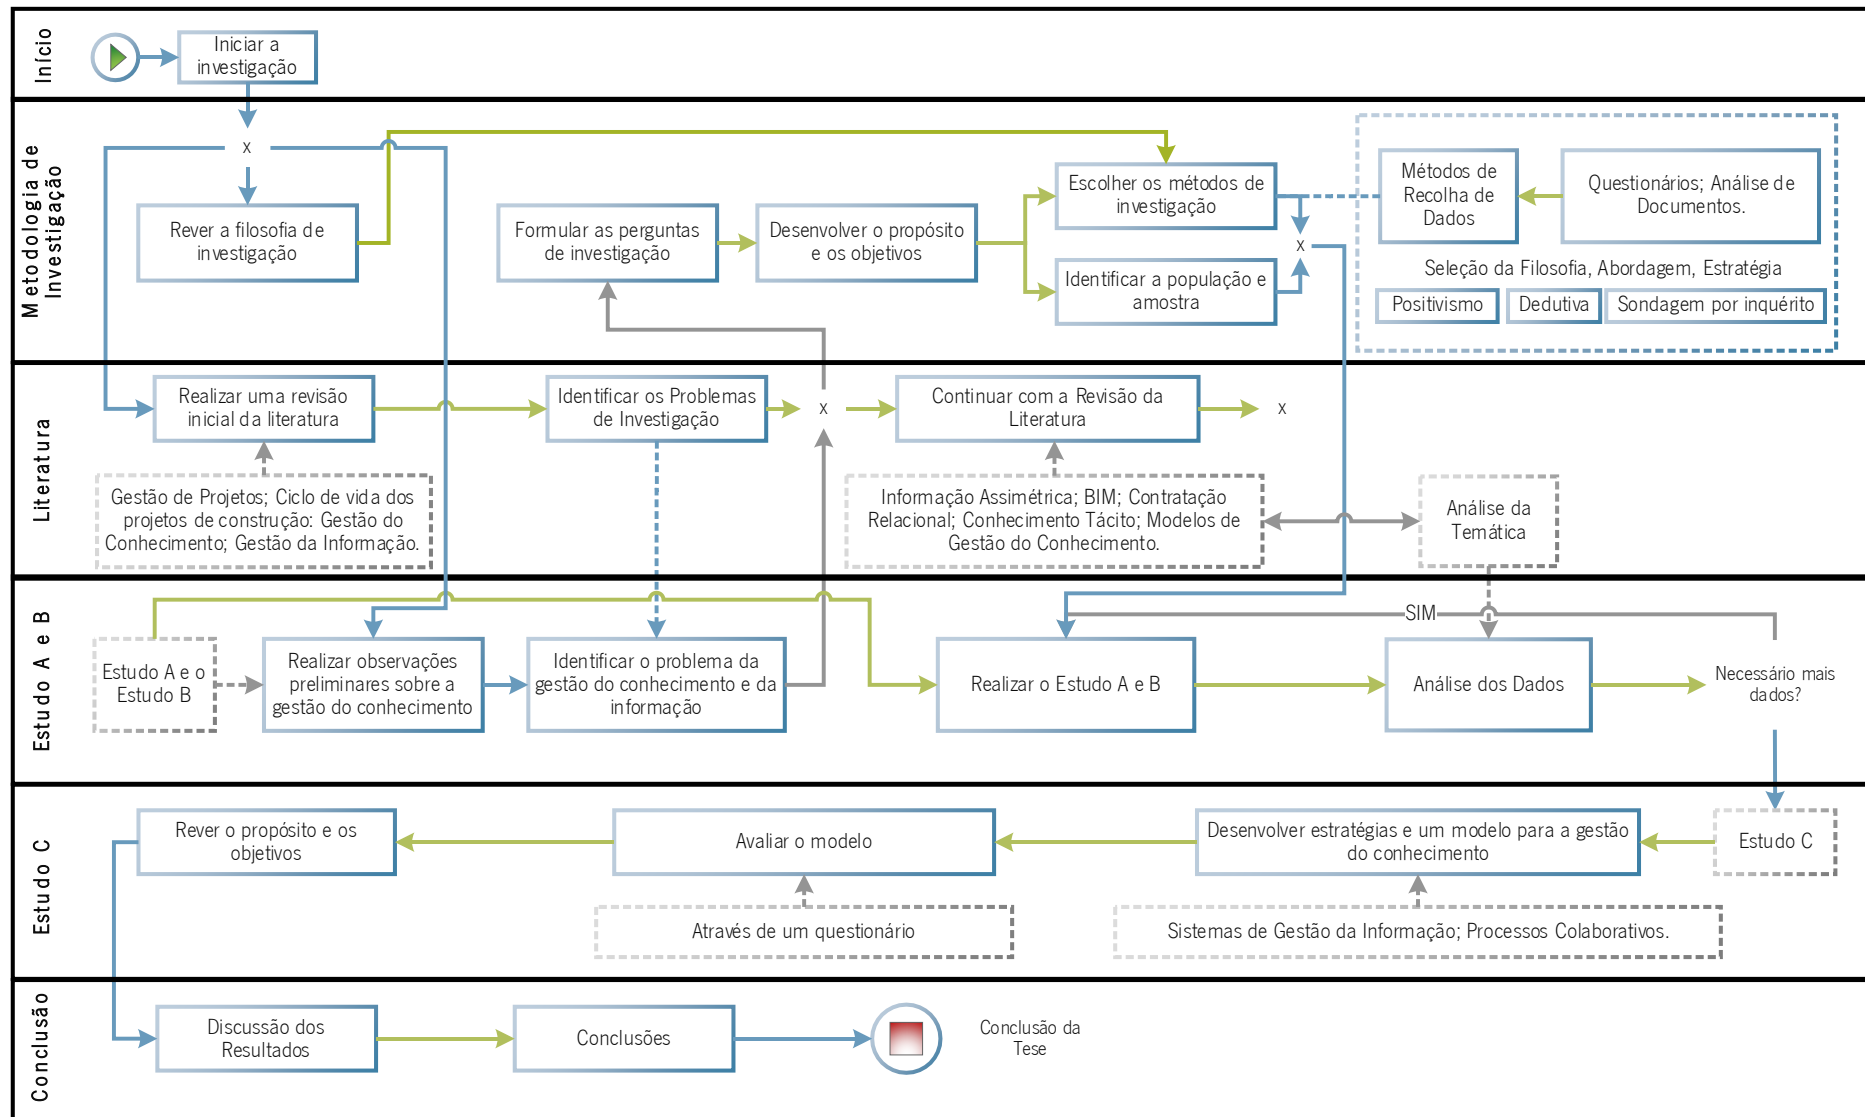 Início
Iniciar a
investigação
Metodologia de
Investigação
x
Rever a filosofia de
investigação
Formular as perguntas
de investigação
Desenvolver o propósito
e os objetivos
Escolher os métodos de
investigação
Identificar a população e
amostra
x
Métodos de
Recolha de
Dados
Questionários; Análise de
Documentos.
Seleção da Filosofia, Abordagem, Estratégia
Positivismo
Dedutiva
Sondagem por inquérito
Literatura
Realizar uma revisão
inicial da literatura
Identificar os Problemas
de Investigação
x
Continuar com a Revisão da
Literatura
x
Gestão de Projetos; Ciclo de vida dos
projetos de construção: Gestão do
Conhecimento; Gestão da Informação.
Informação Assimétrica; BIM; Contratação
Relacional; Conhecimento Tácito; Modelos de
Gestão do Conhecimento.
Análise da
Temática
Estudo A e B
SIM
Estudo A e o
Estudo B
Realizar observações
preliminares sobre a
gestão do conhecimento
Identificar o problema da
gestão do conhecimento e da
informação
Realizar o Estudo A e B
Análise dos Dados
Necessário mais
dados?
Estudo C
Rever o propósito e os
objetivos
Avaliar o modelo
Desenvolver estratégias e um modelo para a gestão
do conhecimento
Estudo C
Através de um questionário
Sistemas de Gestão da Informação; Processos Colaborativos.
Conclusão
Discussão dos
Resultados
Conclusões
Conclusão da
Tese